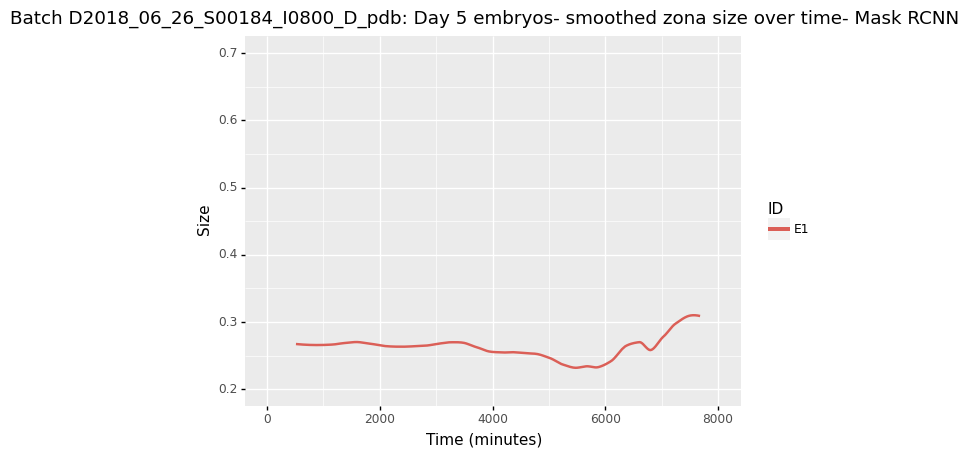 Batch D2018_06_26_S00184_I0800_D_pdb: Day 5 embryos- smoothed zona size over time- Mask RCNN
0.7
0.6
0.5
0.4
0.3
0.2
Size
0 2000 4000 6000 8000
Time (minutes)
ID
E1